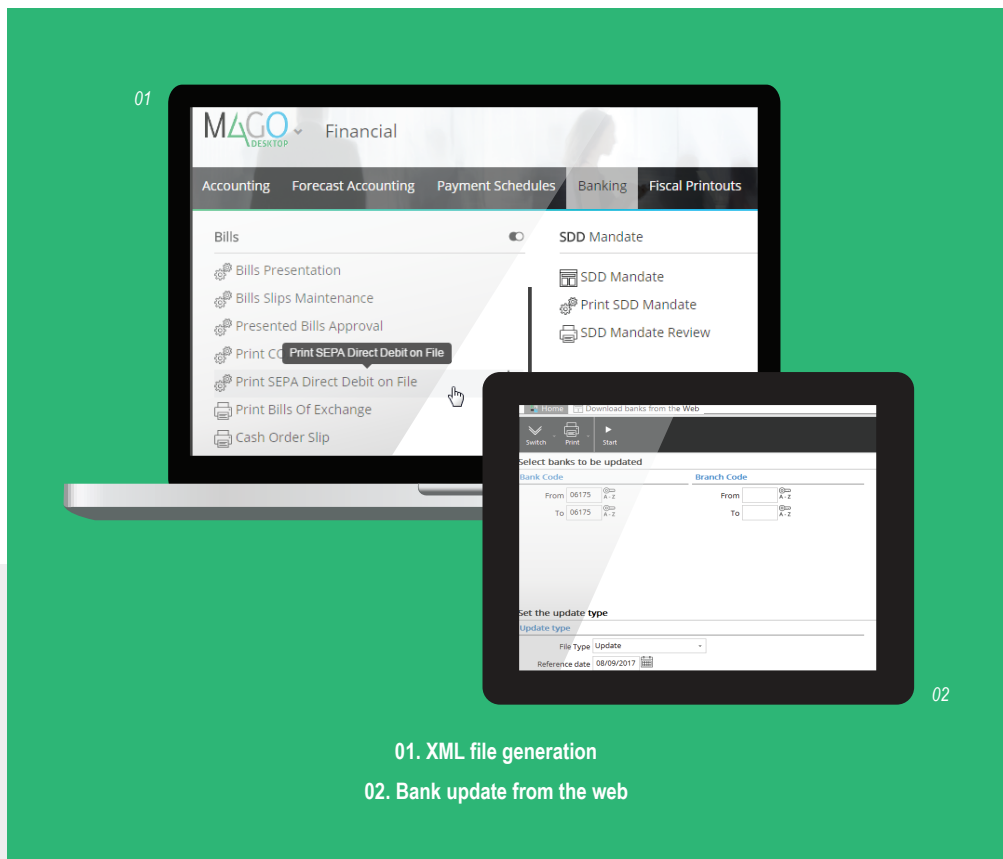 01
MAGO Financial
DESKTOP
Accounting Forecast Accounting Payment Schedules Banking Fiscal Printouts
Bills
Bills Presentation
Bills Slips Maintenance
Presented Bills Approval
Print CO
Print SEPA Direct Debit on File
Print SEPA Direct Debit on File
Print Bills Of Exchange
Cash Order Slip
SDD Mandate
SDD Mandate
Print SDD Mandate
SDD Mandate Review
Home Download banks from the Web
Switch Print Start
Select banks to be updated
Bank Code Branch Code
From 06175 A - Z From A - Z
To 06175 A - Z To A - Z
Set the update type
Update type
File Type Update
Reference date 08/09/2017
02
01. XML file generation
02. Bank update from the web